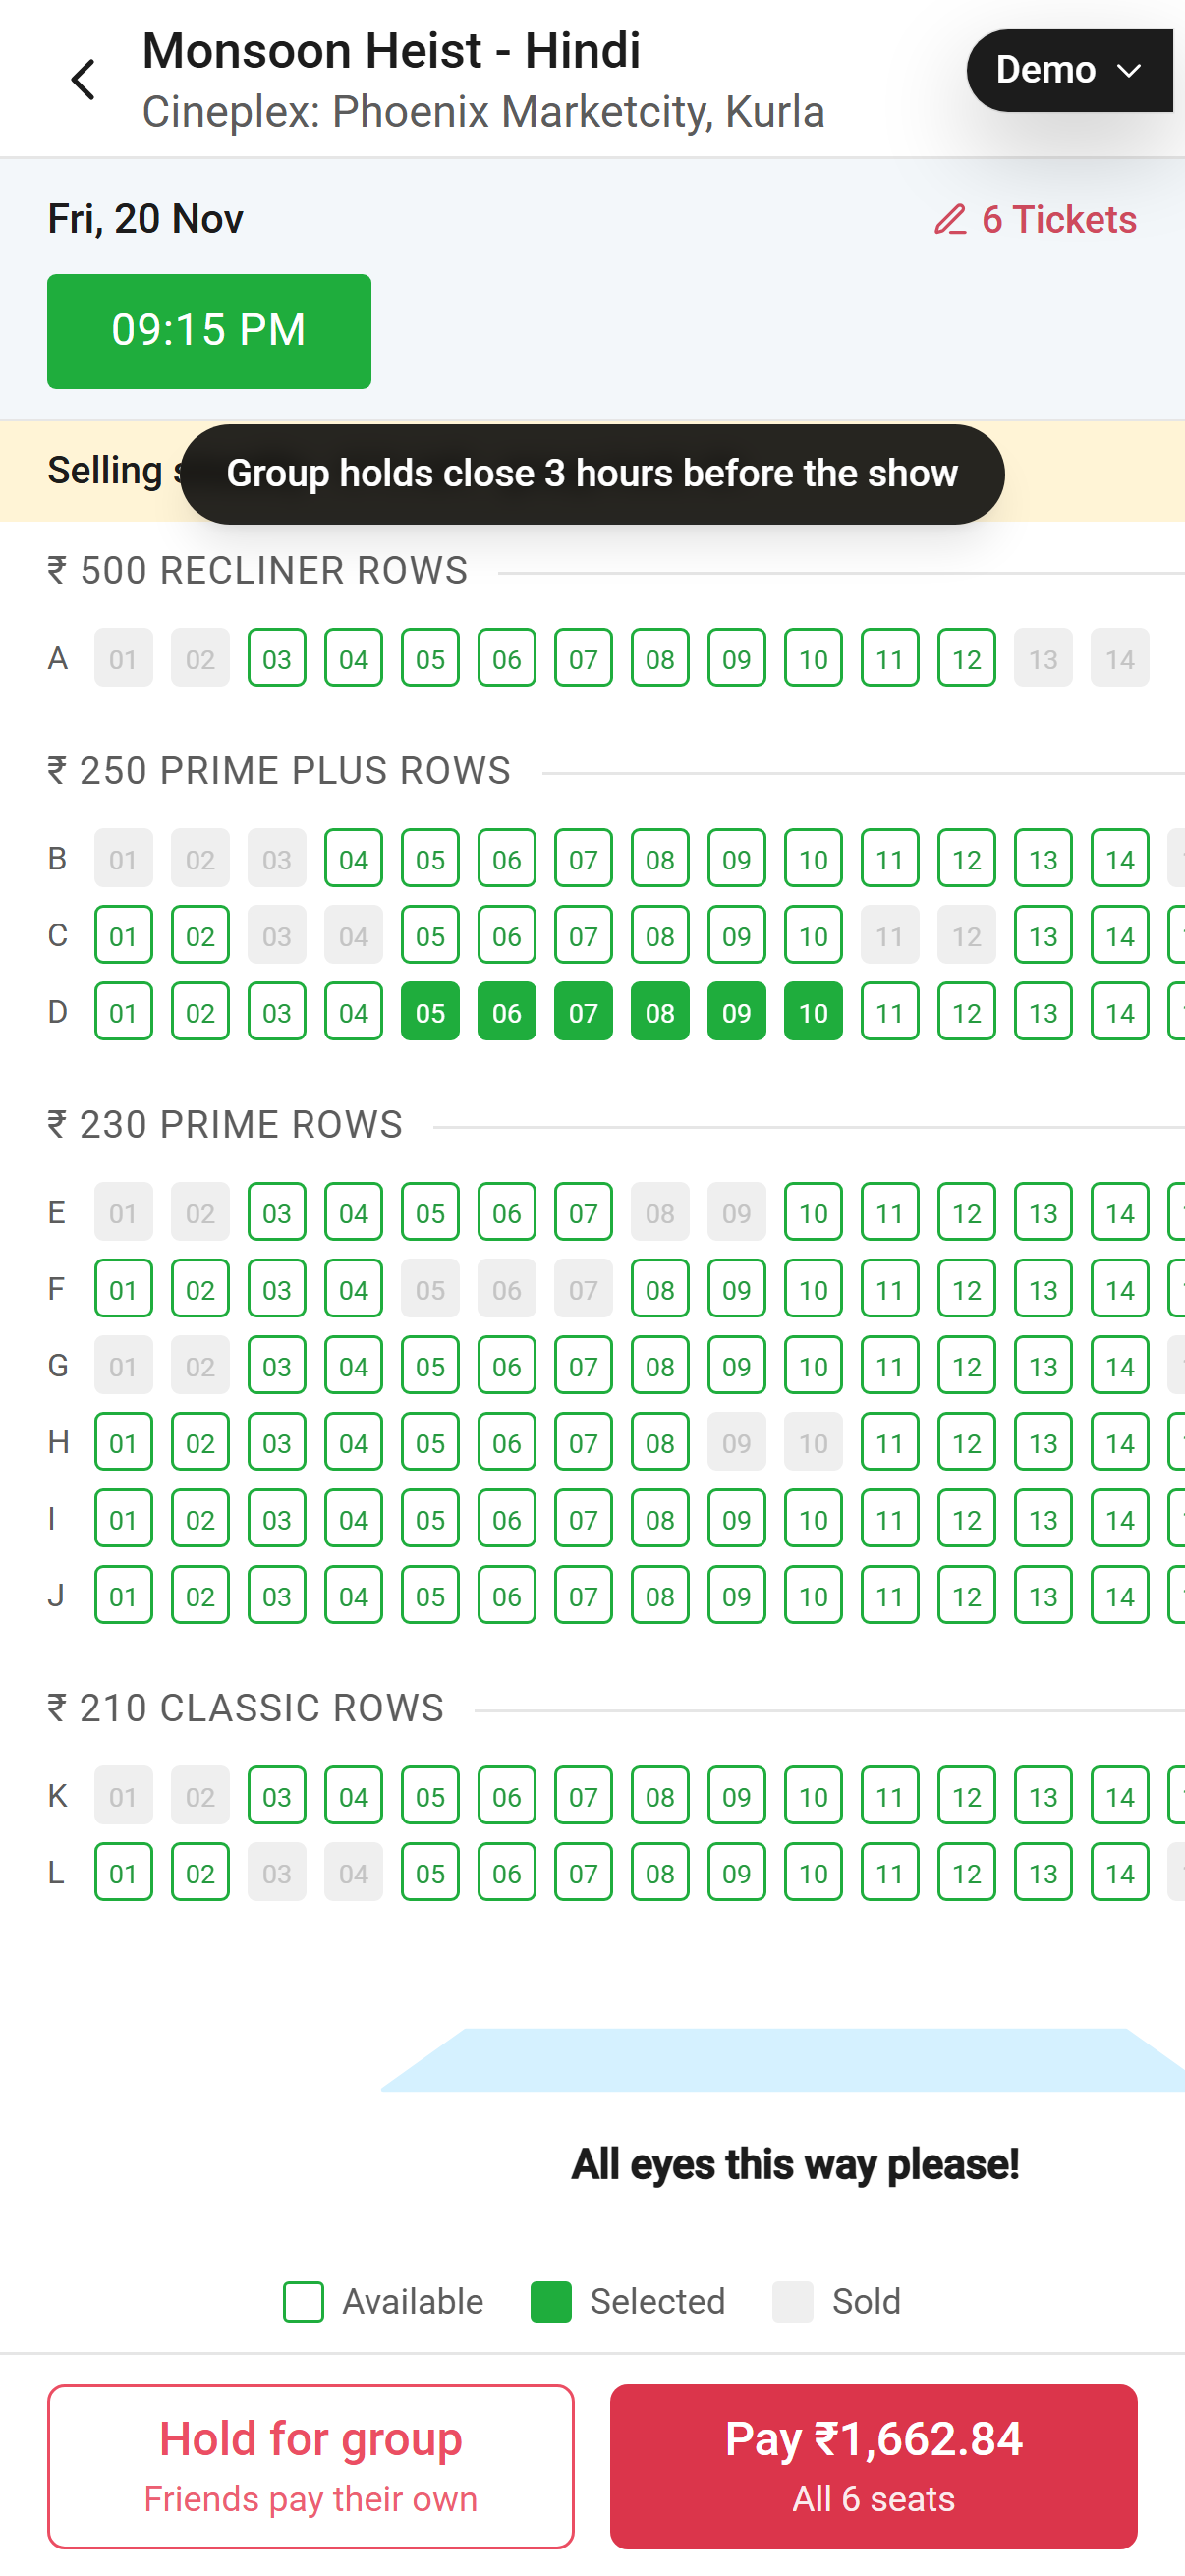 Monsoon Heist - Hindi
Cineplex: Phoenix Marketcity, Kurla
Demo
Fri, 20 Nov
6 Tickets
09:15 PM
Selling
Group holds close 3 hours before the show
₹ 500 RECLINER ROWS
A 01 02 03 04 05 06 07 08 09 10 11 12 13 14
₹ 250 PRIME PLUS ROWS
B 01 02 03 04 05 06 07 08 09 10 11 12 13 14
C 01 02 03 04 05 06 07 08 09 10 11 12 13 14
D 01 02 03 04 05 06 07 08 09 10 11 12 13 14
₹ 230 PRIME ROWS
E 01 02 03 04 05 06 07 08 09 10 11 12 13 14
F 01 02 03 04 05 06 07 08 09 10 11 12 13 14
G 01 02 03 04 05 06 07 08 09 10 11 12 13 14
H 01 02 03 04 05 06 07 08 09 10 11 12 13 14
I 01 02 03 04 05 06 07 08 09 10 11 12 13 14
J 01 02 03 04 05 06 07 08 09 10 11 12 13 14
₹ 210 CLASSIC ROWS
K 01 02 03 04 05 06 07 08 09 10 11 12 13 14
L 01 02 03 04 05 06 07 08 09 10 11 12 13 14
All eyes this way please!
Available
Selected
Sold
Hold for group
Friends pay their own
Pay ₹1,662.84
All 6 seats